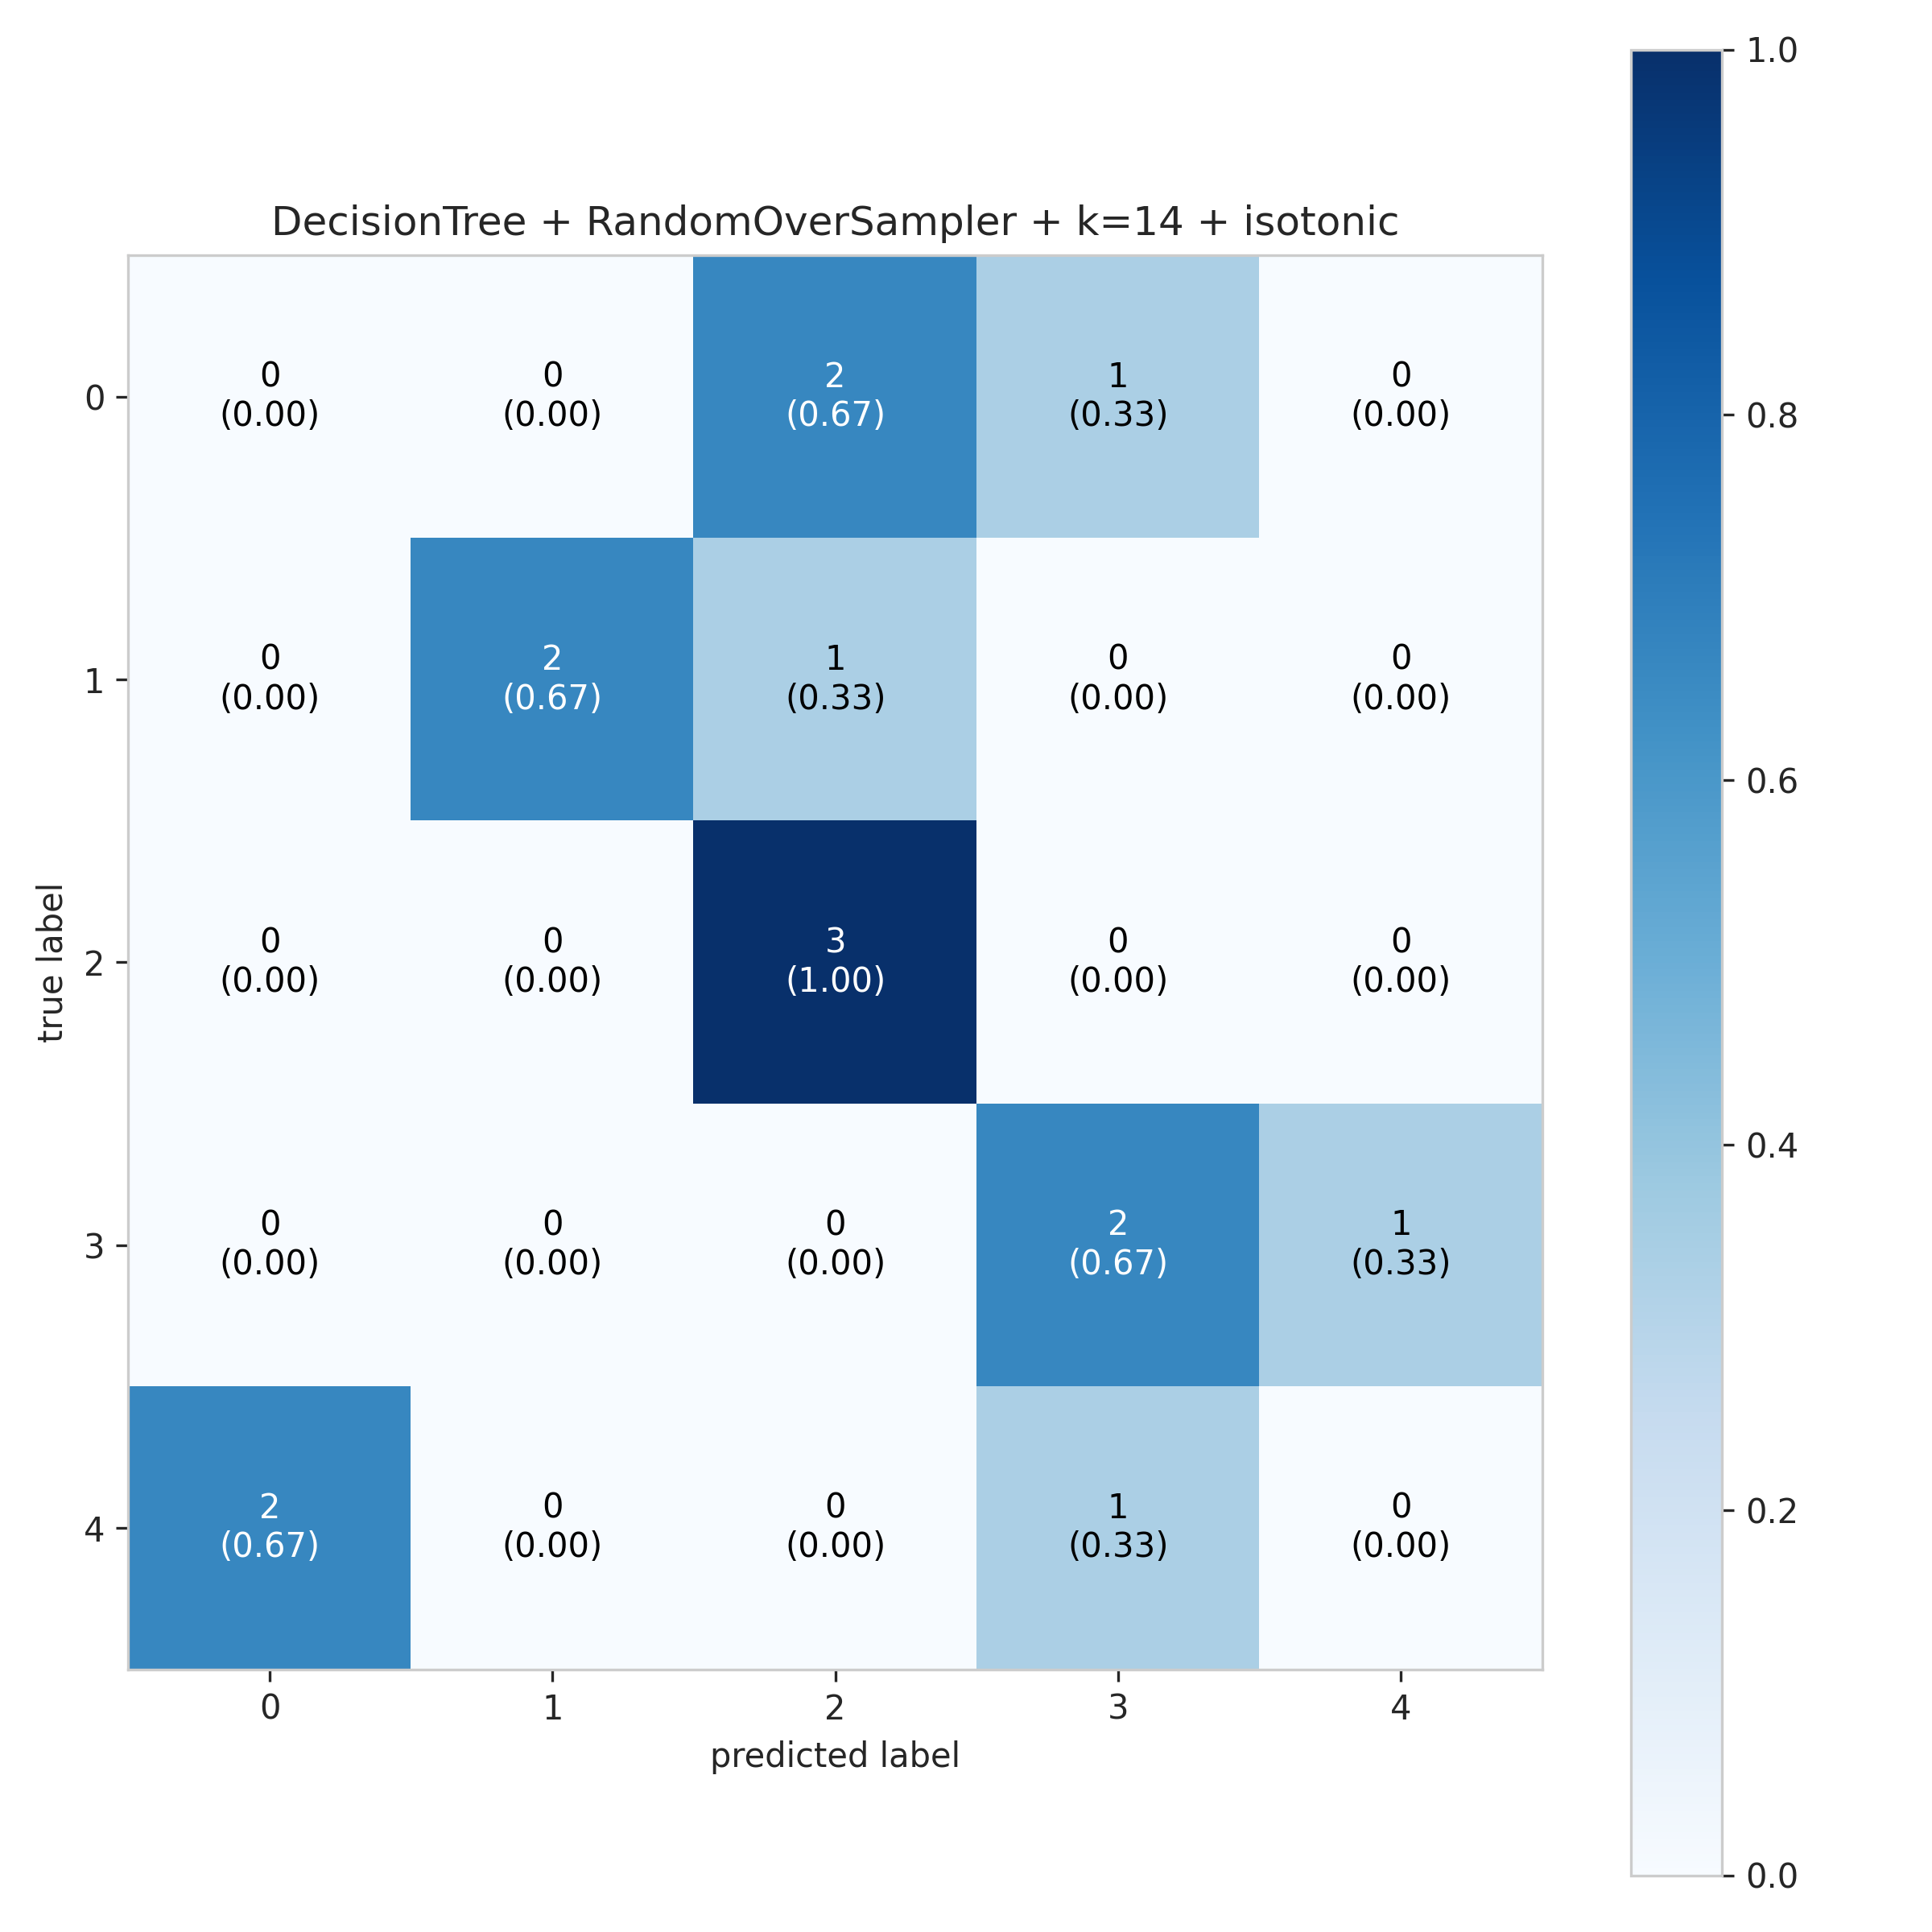 DecisionTree + RandomOverSampler + k=14 + isotonic
1.0
0.8
0.6
0.4
0.2
0.0
true label
0
0 0 2 1 0
(0.00) (0.00) (0.67) (0.33) (0.00)
1
0 2 1 0 0
(0.00) (0.67) (0.33) (0.00) (0.00)
2
0 0 3 0 0
(0.00) (0.00) (1.00) (0.00) (0.00)
3
0 0 0 2 1
(0.00) (0.00) (0.00) (0.67) (0.33)
4
2 0 0 1 0
(0.67) (0.00) (0.00) (0.33) (0.00)
0 1 2 3 4
predicted label